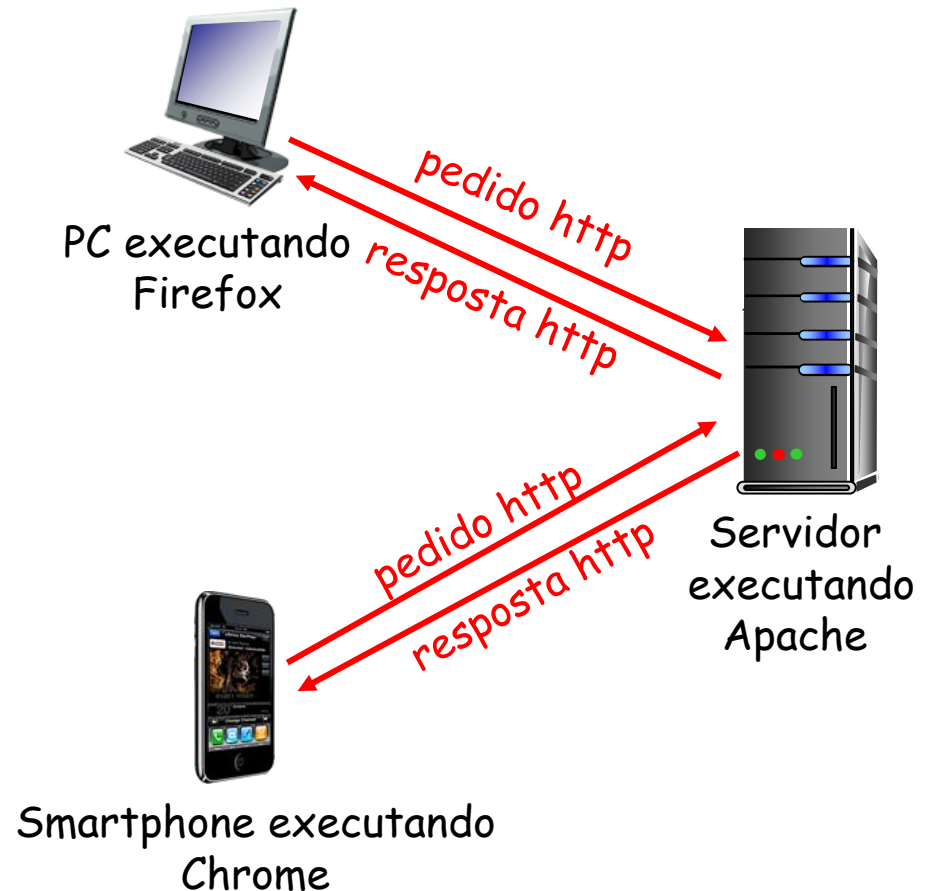 pedido http
resposta http
PC executando
Firefox
pedido http
resposta http
Servidor
executando
Apache
Smartphone executando
Chrome